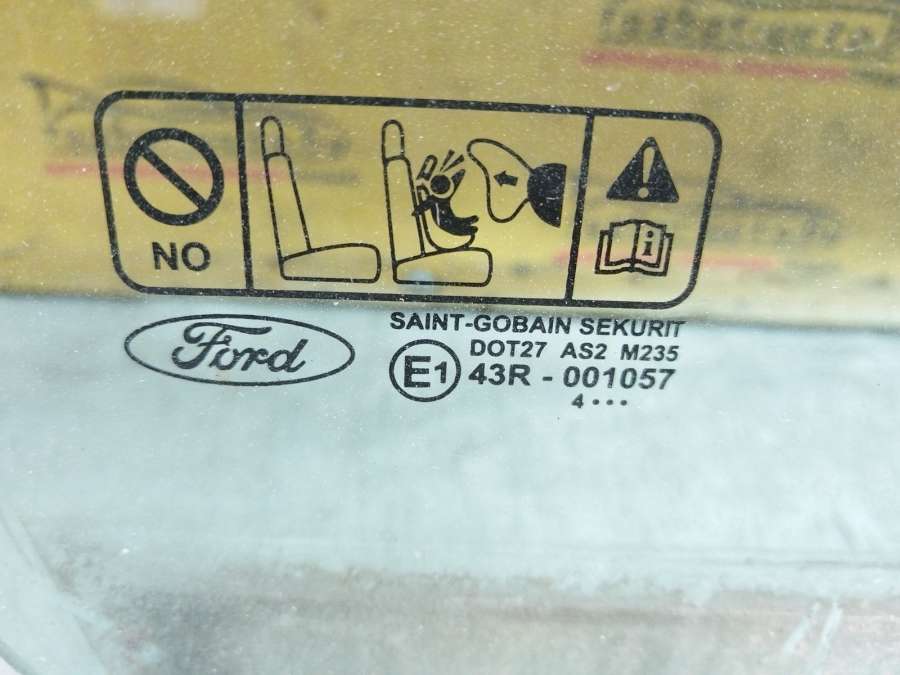 NO
i
Ford
SAINT-GOBAIN SEKURIT
DOT27 AS2 M235
E1 43R - 001057
4 ...